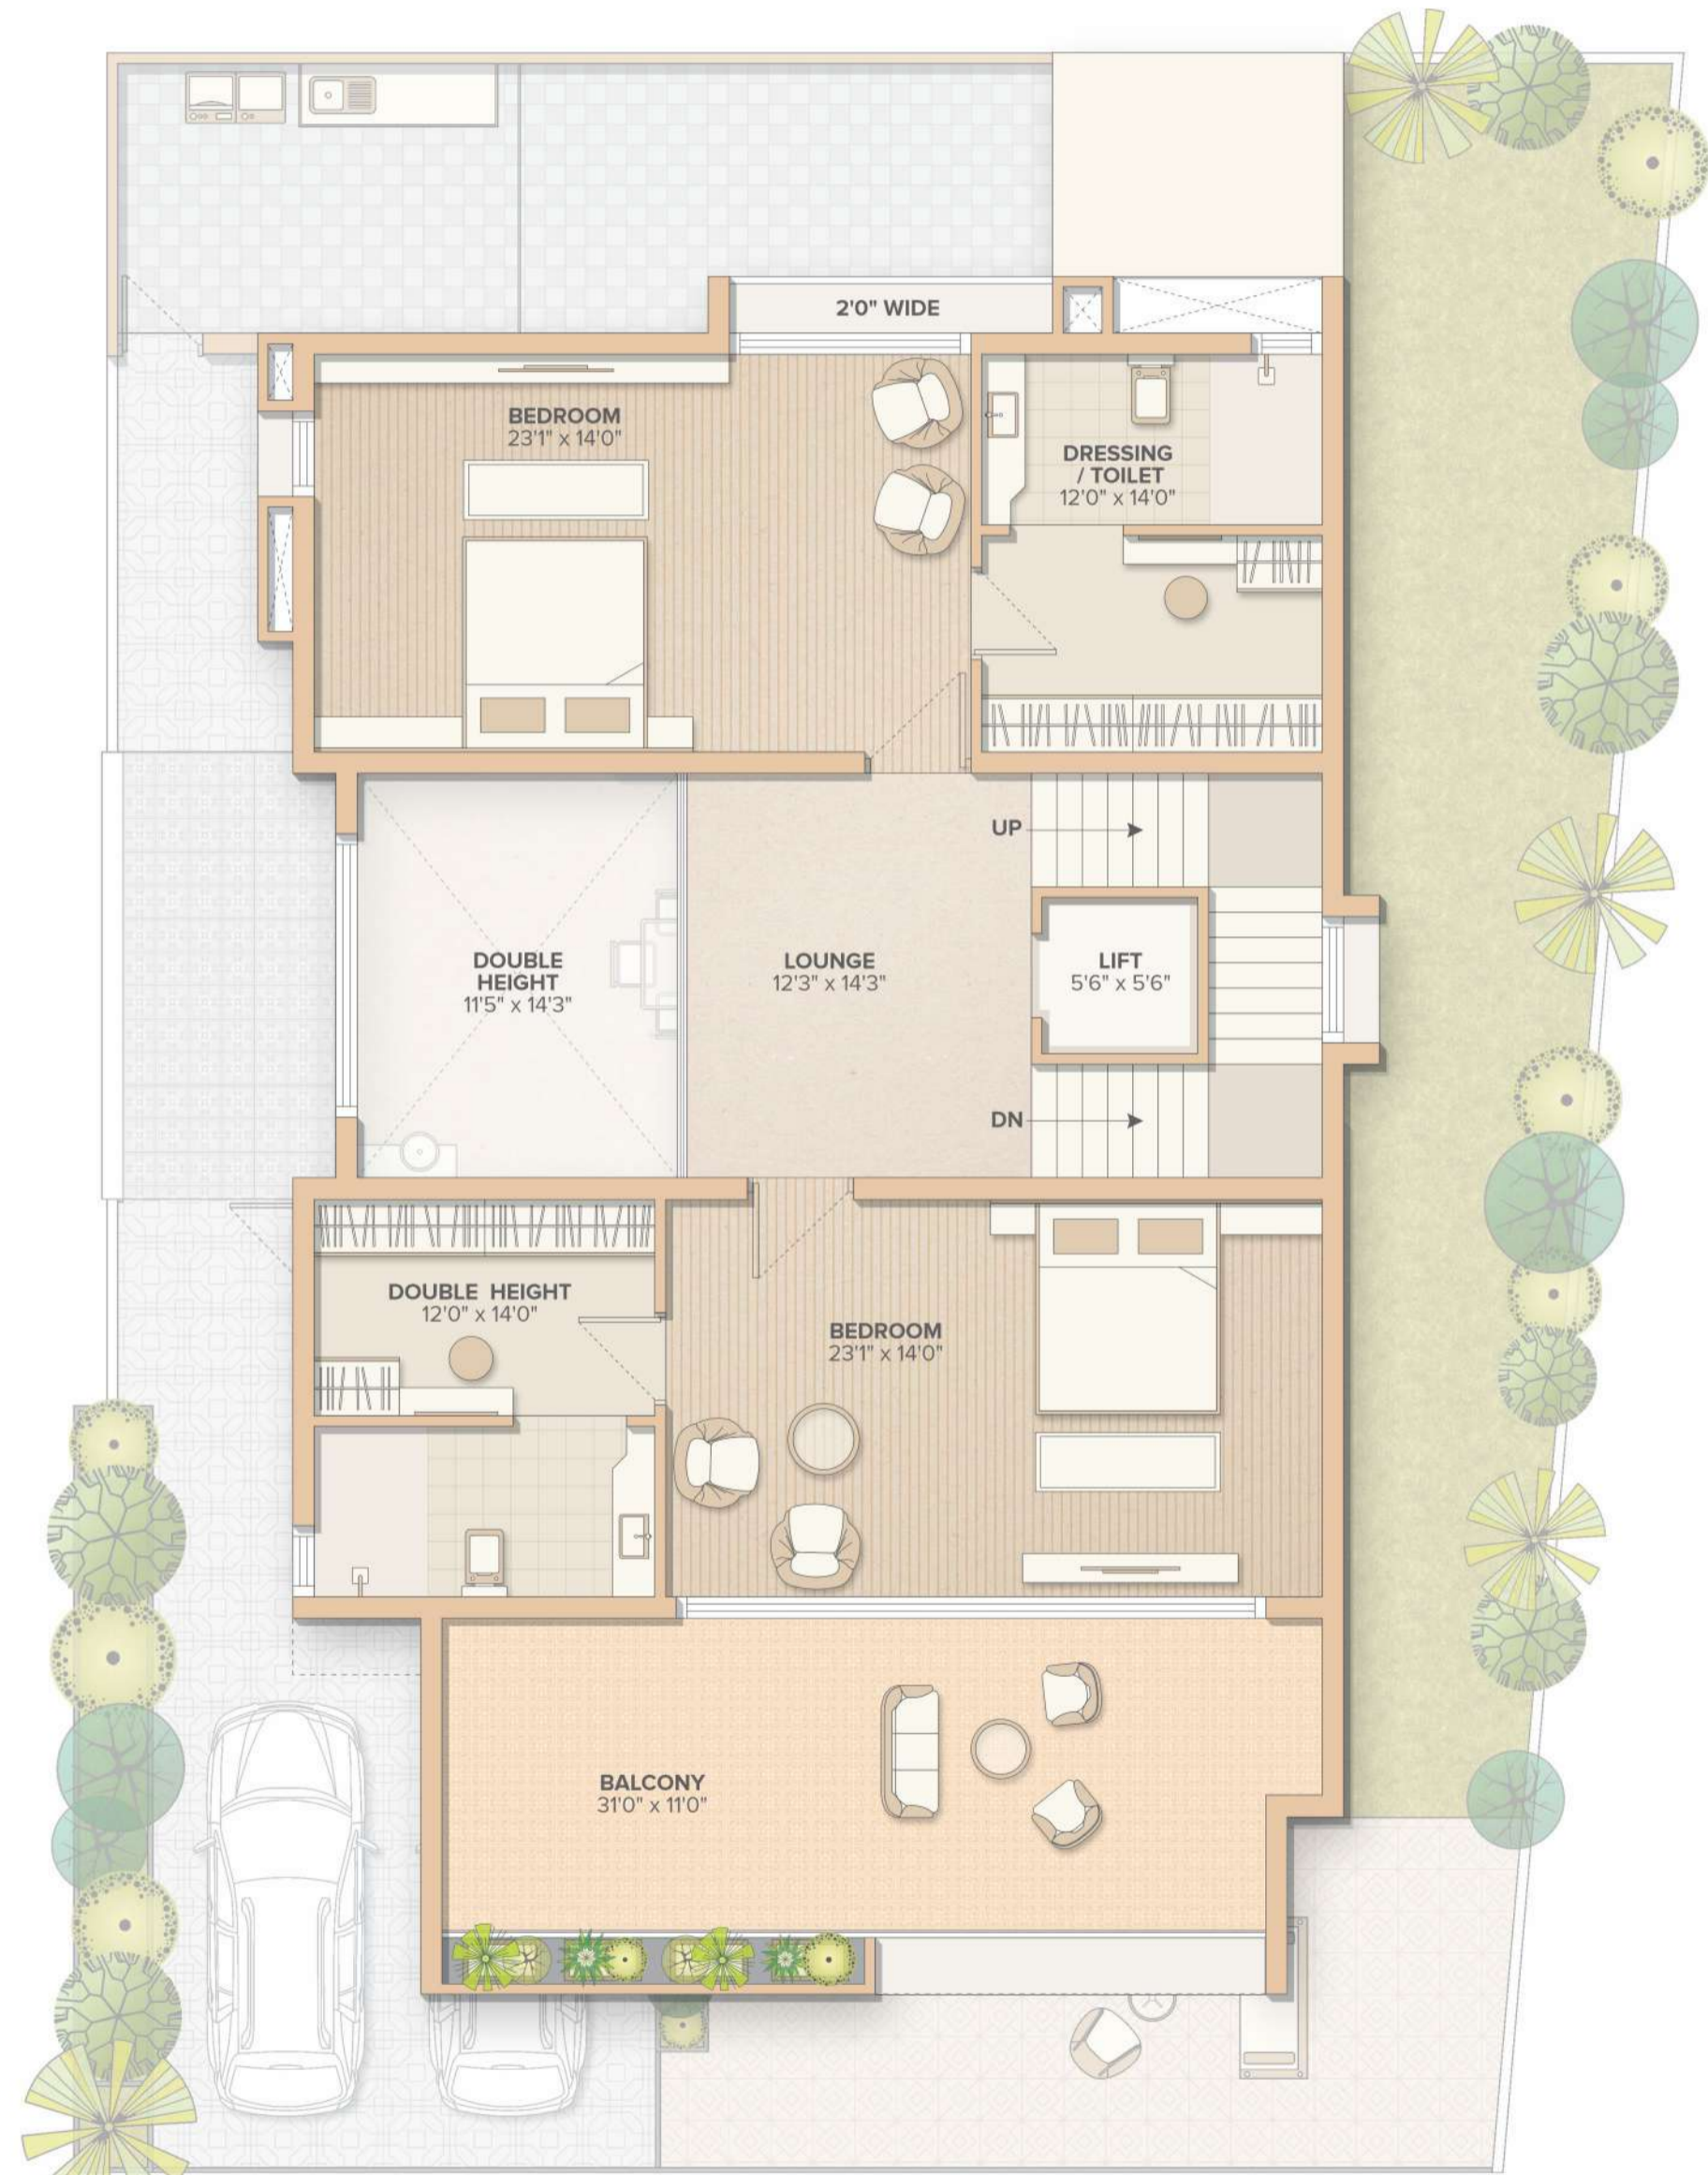 2'0" WIDE
BEDROOM
23'1" x 14'0"
DRESSING
/ TOILET
12'0" x 14'0"
UP
DOUBLE
HEIGHT
11'5" x 14'3"
LOUNGE
12'3" x 14'3"
LIFT
5'6" x 5'6"
DN
DOUBLE HEIGHT
12'0" x 14'0"
BEDROOM
23'1" x 14'0"
BALCONY
31'0" x 11'0"